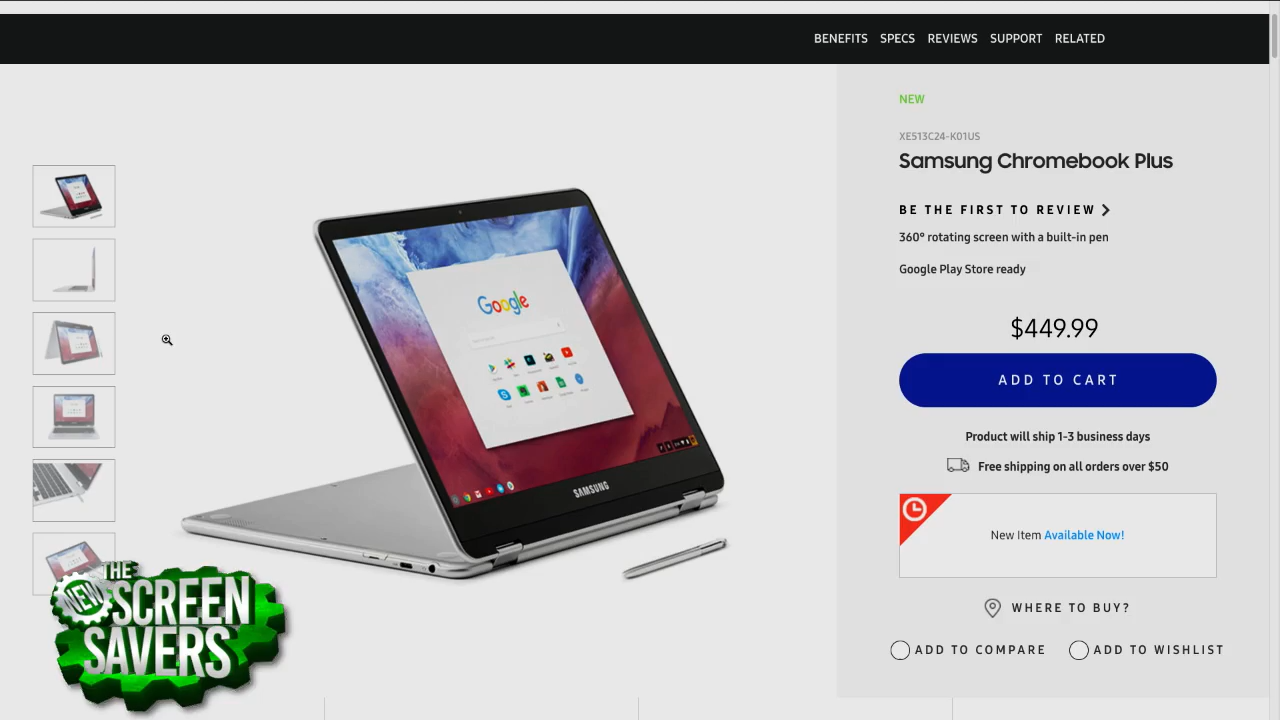 BENEFITS SPECS REVIEWS SUPPORT RELATED
NEW
XE513C24-K01US
Samsung Chromebook Plus
BE THE FIRST TO REVIEW
360° rotating screen with a built-in pen
Google Play Store ready
$449.99
ADD TO CART
Product will ship 1-3 business days
Free shipping on all orders over $50
New Item Available Now!
WHERE TO BUY?
ADD TO COMPARE ADD TO WISHLIST
Google
SAMSUNG
THE
NEW SCREEN
SAVERS